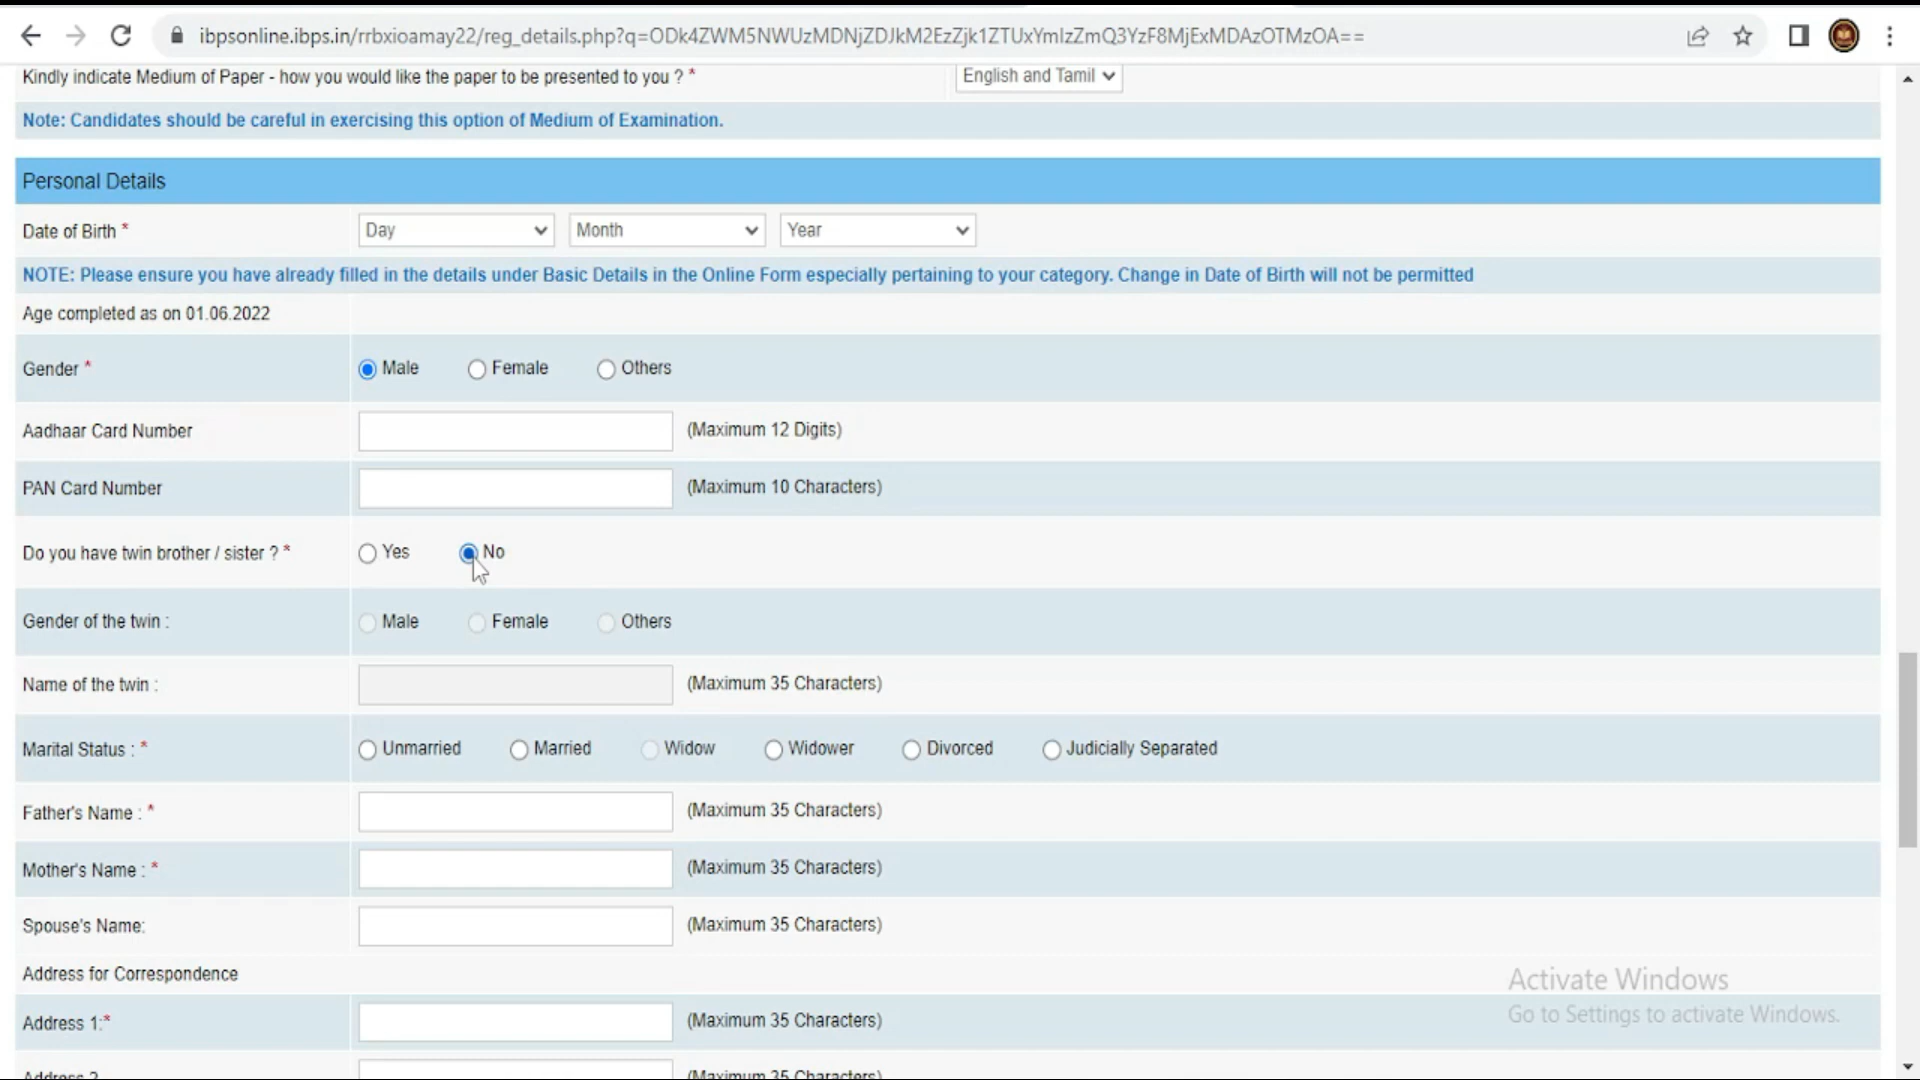 ibpsonline.ibps.in/rrbxioamay22/reg_details.php?q=ODk4ZWM5NWUzMDNjZDJkM2EzZjk1ZTUxYmIzZmQ3YzF8MjExMDAzOTMzOA==
Kindly indicate Medium of Paper - how you would like the paper to be presented to you ? * English and Tamil
Note: Candidates should be careful in exercising this option of Medium of Examination.
Personal Details
Date of Birth * Day Month Year
NOTE: Please ensure you have already filled in the details under Basic Details in the Online Form especially pertaining to your category. Change in Date of Birth will not be permitted
Age completed as on 01.06.2022
Gender * Male Female Others
Aadhaar Card Number (Maximum 12 Digits)
PAN Card Number (Maximum 10 Characters)
Do you have twin brother / sister ? * Yes No
Gender of the twin : Male Female Others
Name of the twin : (Maximum 35 Characters)
Marital Status : * Unmarried Married Widow Widower Divorced Judicially Separated
Father's Name : * (Maximum 35 Characters)
Mother's Name : * (Maximum 35 Characters)
Spouse's Name: (Maximum 35 Characters)
Address for Correspondence
Activate Windows
Go to Settings to activate Windows.
Address 1:* (Maximum 35 Characters)
Address 2 (Maximum 35 Characters)